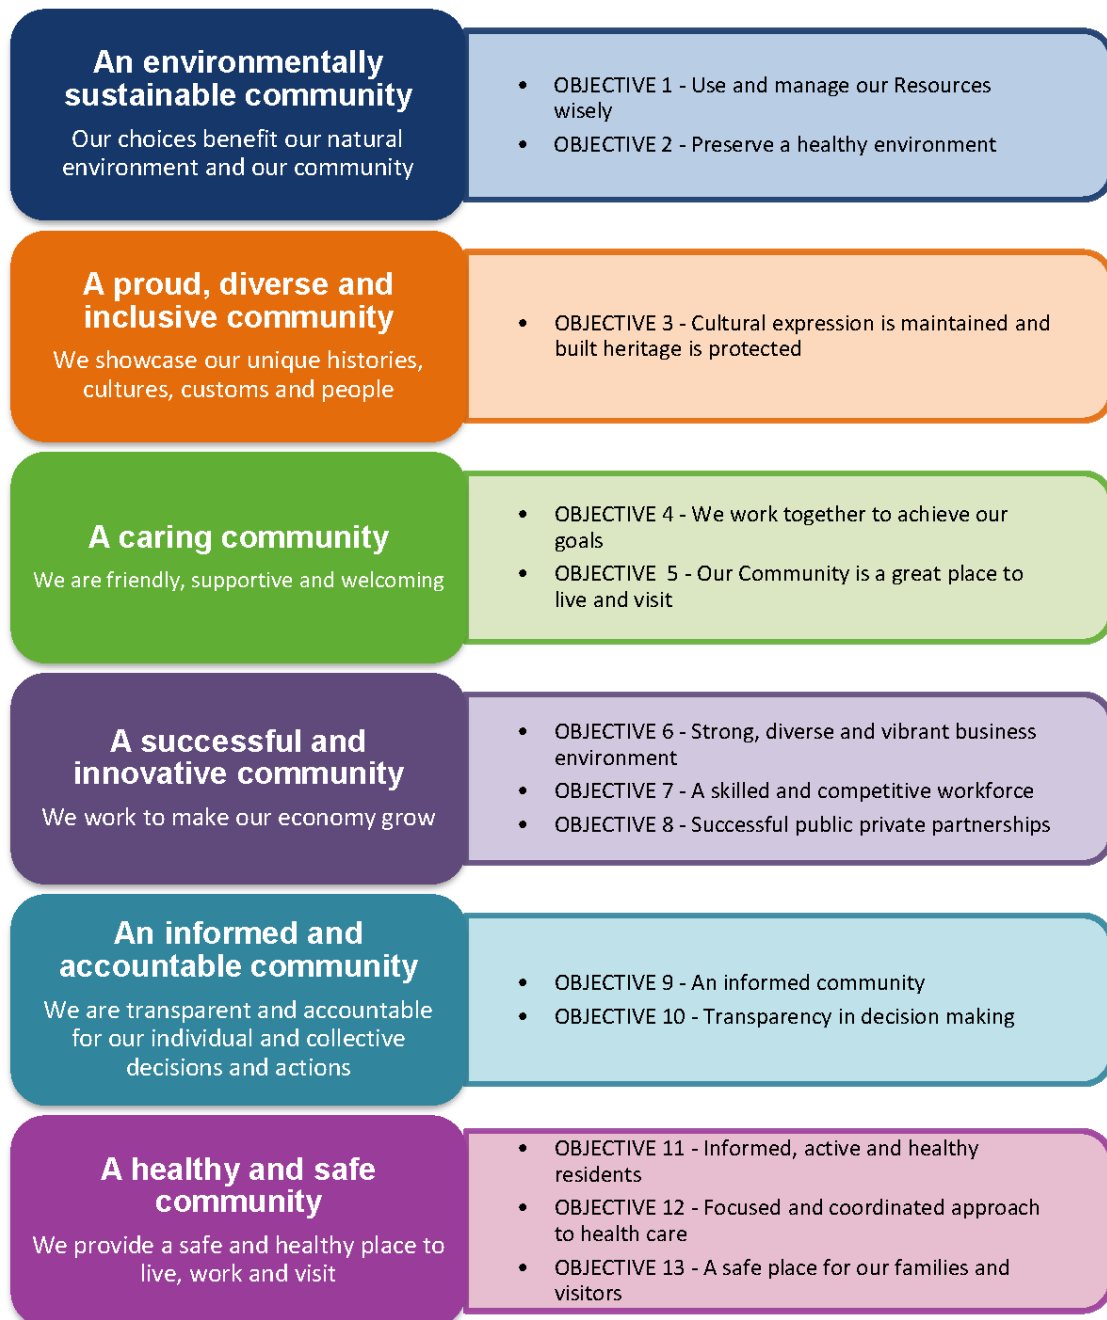 An environmentally
sustainable community
Our choices benefit our natural
environment and our community
• OBJECTIVE 1 - Use and manage our Resources
wisely
• OBJECTIVE 2 - Preserve a healthy environment
A proud, diverse and
inclusive community
We showcase our unique histories,
cultures, customs and people
• OBJECTIVE 3 - Cultural expression is maintained and
built heritage is protected
A caring community
We are friendly, supportive and welcoming
• OBJECTIVE 4 - We work together to achieve our
goals
• OBJECTIVE  5 - Our Community is a great place to
live and visit
A successful and
innovative community
We work to make our economy grow
• OBJECTIVE 6 - Strong, diverse and vibrant business
environment
• OBJECTIVE 7 - A skilled and competitive workforce
• OBJECTIVE 8 - Successful public private partnerships
An informed and
accountable community
We are transparent and accountable
for our individual and collective
decisions and actions
• OBJECTIVE 9 - An informed community
• OBJECTIVE 10 - Transparency in decision making
A healthy and safe
community
We provide a safe and healthy place to
live, work and visit
• OBJECTIVE 11 - Informed, active and healthy
residents
• OBJECTIVE 12 - Focused and coordinated approach
to health care
• OBJECTIVE 13 - A safe place for our families and
visitors